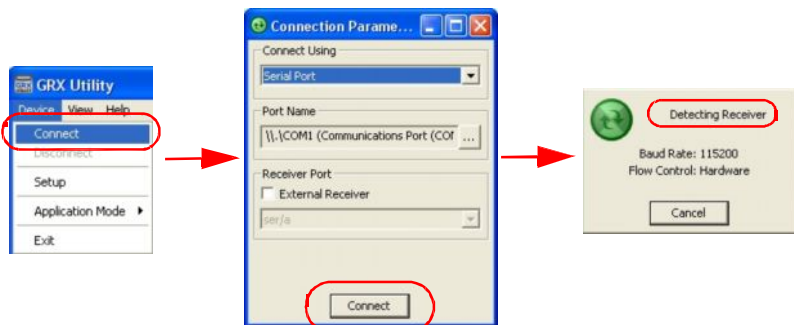 GRX Utility
Device View Help
Connect
Disconnect
Setup
Application Mode
Exit
Connection Parame...
Connect Using
Serial Port
Port Name
\\.\COM1 (Communications Port (COM
...
Receiver Port
External Receiver
ser/a
Connect
Detecting Receiver
Baud Rate: 115200
Flow Control: Hardware
Cancel